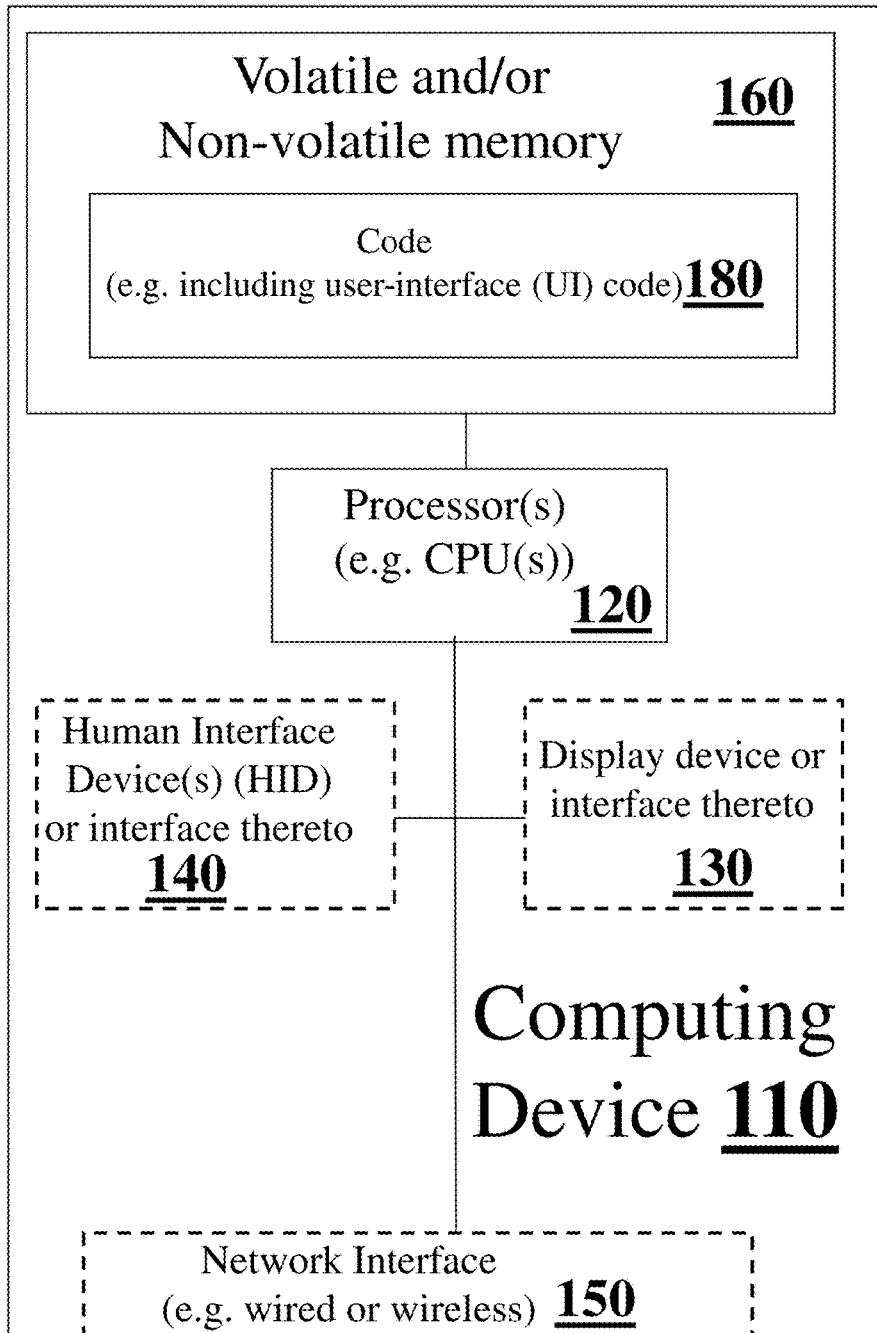 Volatile and/or
Non-volatile memory 160
Code
(e.g. including user-interface (UI) code) 180
Processor(s)
(e.g. CPU(s))
120
Human Interface
Device(s) (HID)
or interface thereto
140
Display device or
interface thereto
130
Computing
Device 110
Network Interface
(e.g. wired or wireless) 150